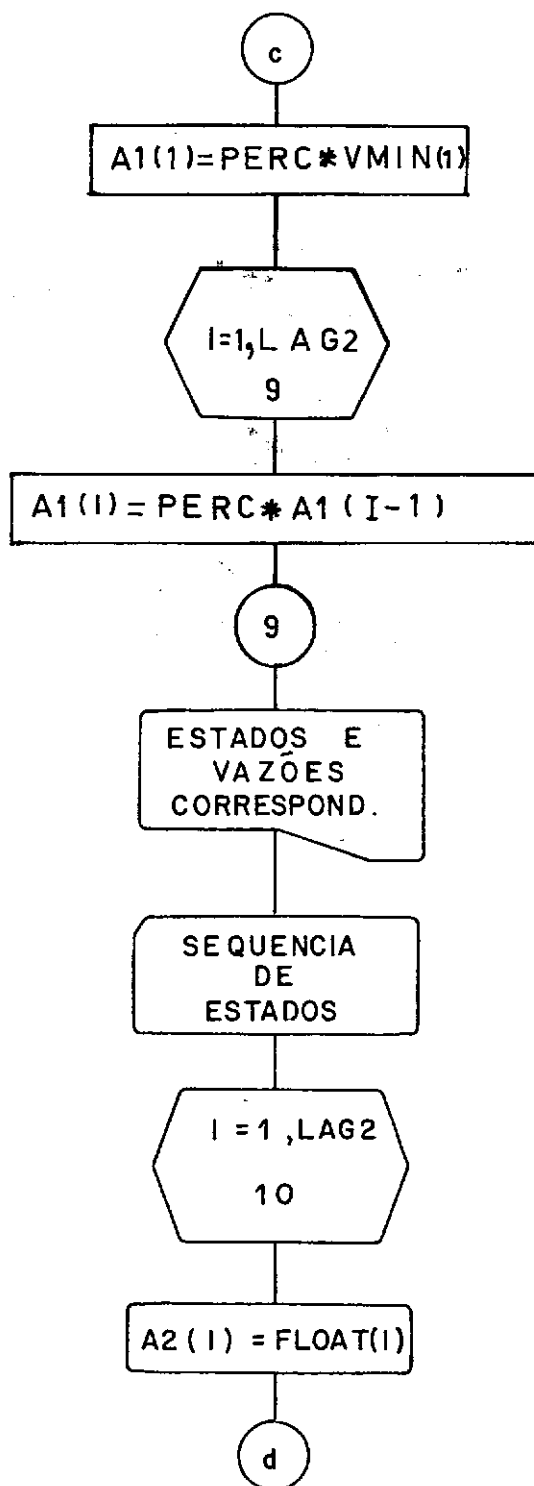 c
A1(1)=PERC*VMIN(1)
I=1,LAG2
9
A1(I)=PERC*A1(I-1)
9
ESTADOS E
VAZÕES
CORRESPOND.
SEQUENCIA
DE
ESTADOS
I=1,LAG2
10
A2(I)=FLOAT(I)
d